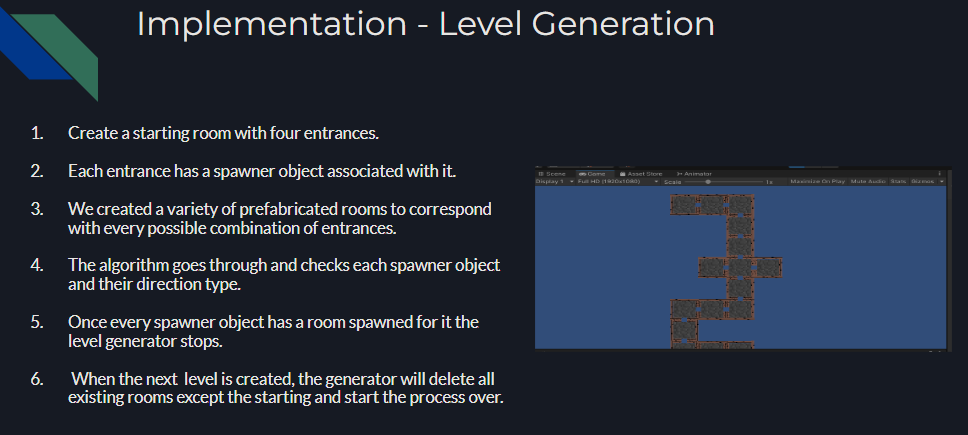 Implementation - Level Generation
1. Create a starting room with four entrances.
2. Each entrance has a spawner object associated with it.
3. We created a variety of prefabricated rooms to correspond
with every possible combination of entrances.
4. The algorithm goes through and checks each spawner object
and their direction type.
5. Once every spawner object has a room spawned for it the
level generator stops.
6. When the next level is created, the generator will delete all
existing rooms except the starting and start the process over.
Scene Game Asset Store Animator
Display 1 Full HD (1920x1080) Scale 1x Maximize On Play Mute Audio Stats Gizmos